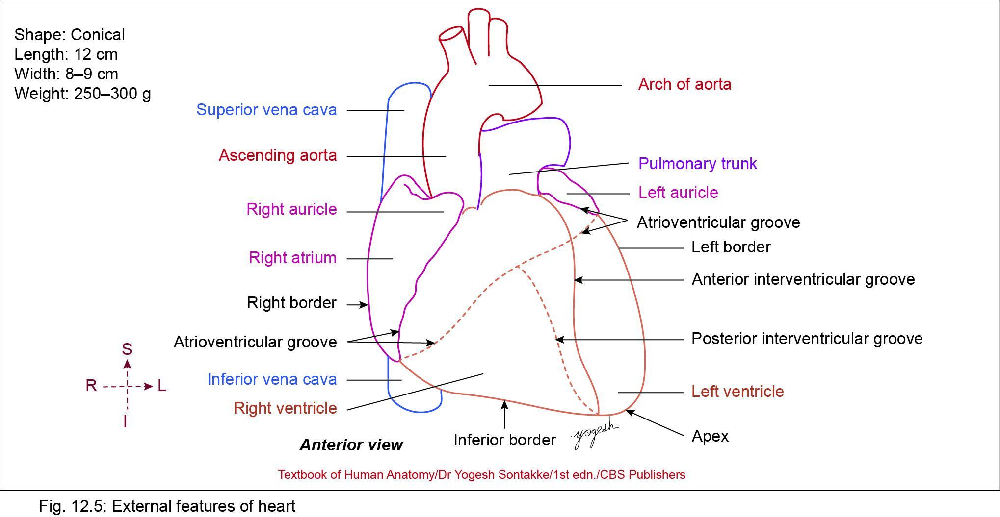 Shape: Conical
Length: 12 cm
Width: 8–9 cm
Weight: 250–300 g
Superior vena cava
Ascending aorta
Right auricle
Right atrium
Right border
Atrioventricular groove
Inferior vena cava
Right ventricle
Arch of aorta
Pulmonary trunk
Left auricle
Atrioventricular groove
Left border
Anterior interventricular groove
Posterior interventricular groove
Left ventricle
Apex
S
R
L
I
Inferior border
yogesh
Anterior view
Textbook of Human Anatomy/Dr Yogesh Sontakke/1st edn./CBS Publishers
Fig. 12.5: External features of heart